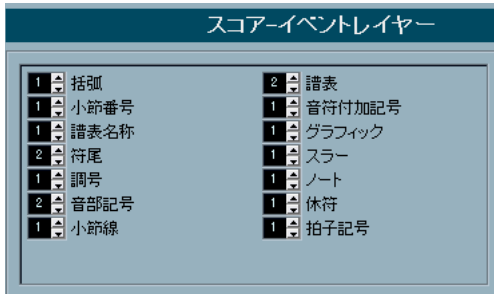 スコアーイベントレイヤー
1 括弧
1 小節番号
1 譜表名称
2 符尾
1 調号
2 音部記号
1 小節線
2 譜表
1 音符付加記号
1 グラフィック
1 スラー
1 ノート
1 休符
1 拍子記号